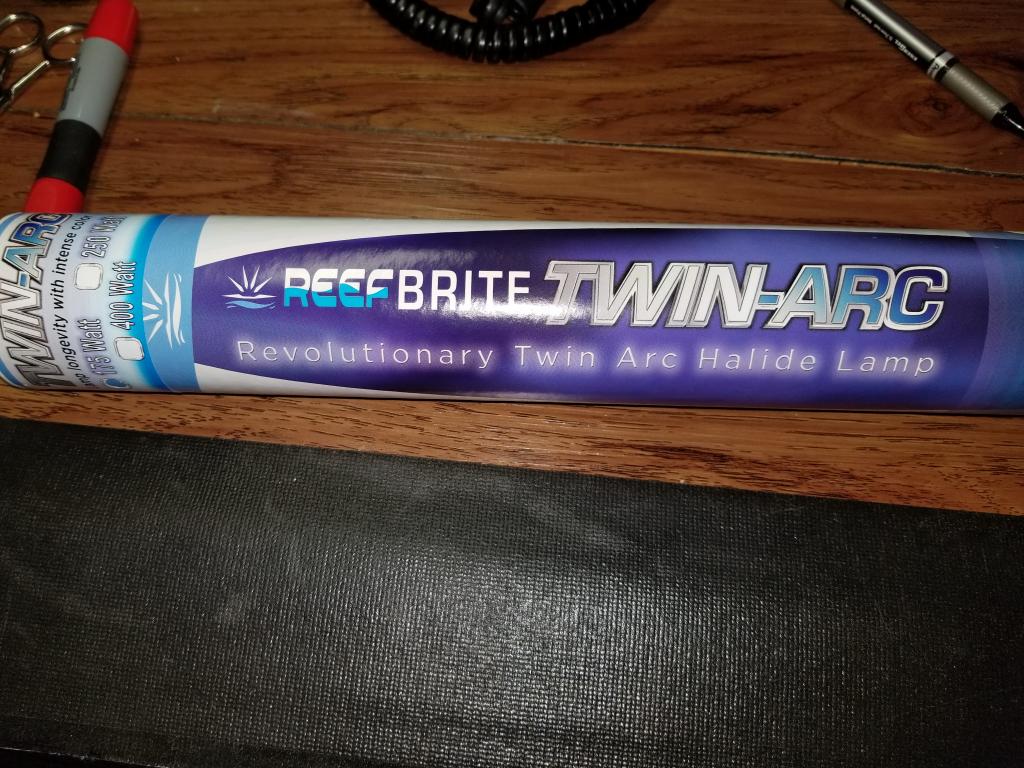 REEFBRITE TWIN-ARC
Revolutionary Twin Arc Halide Lamp
TWIN-ARC
longevity with intense color
175 Watt
250 Watt
400 Watt